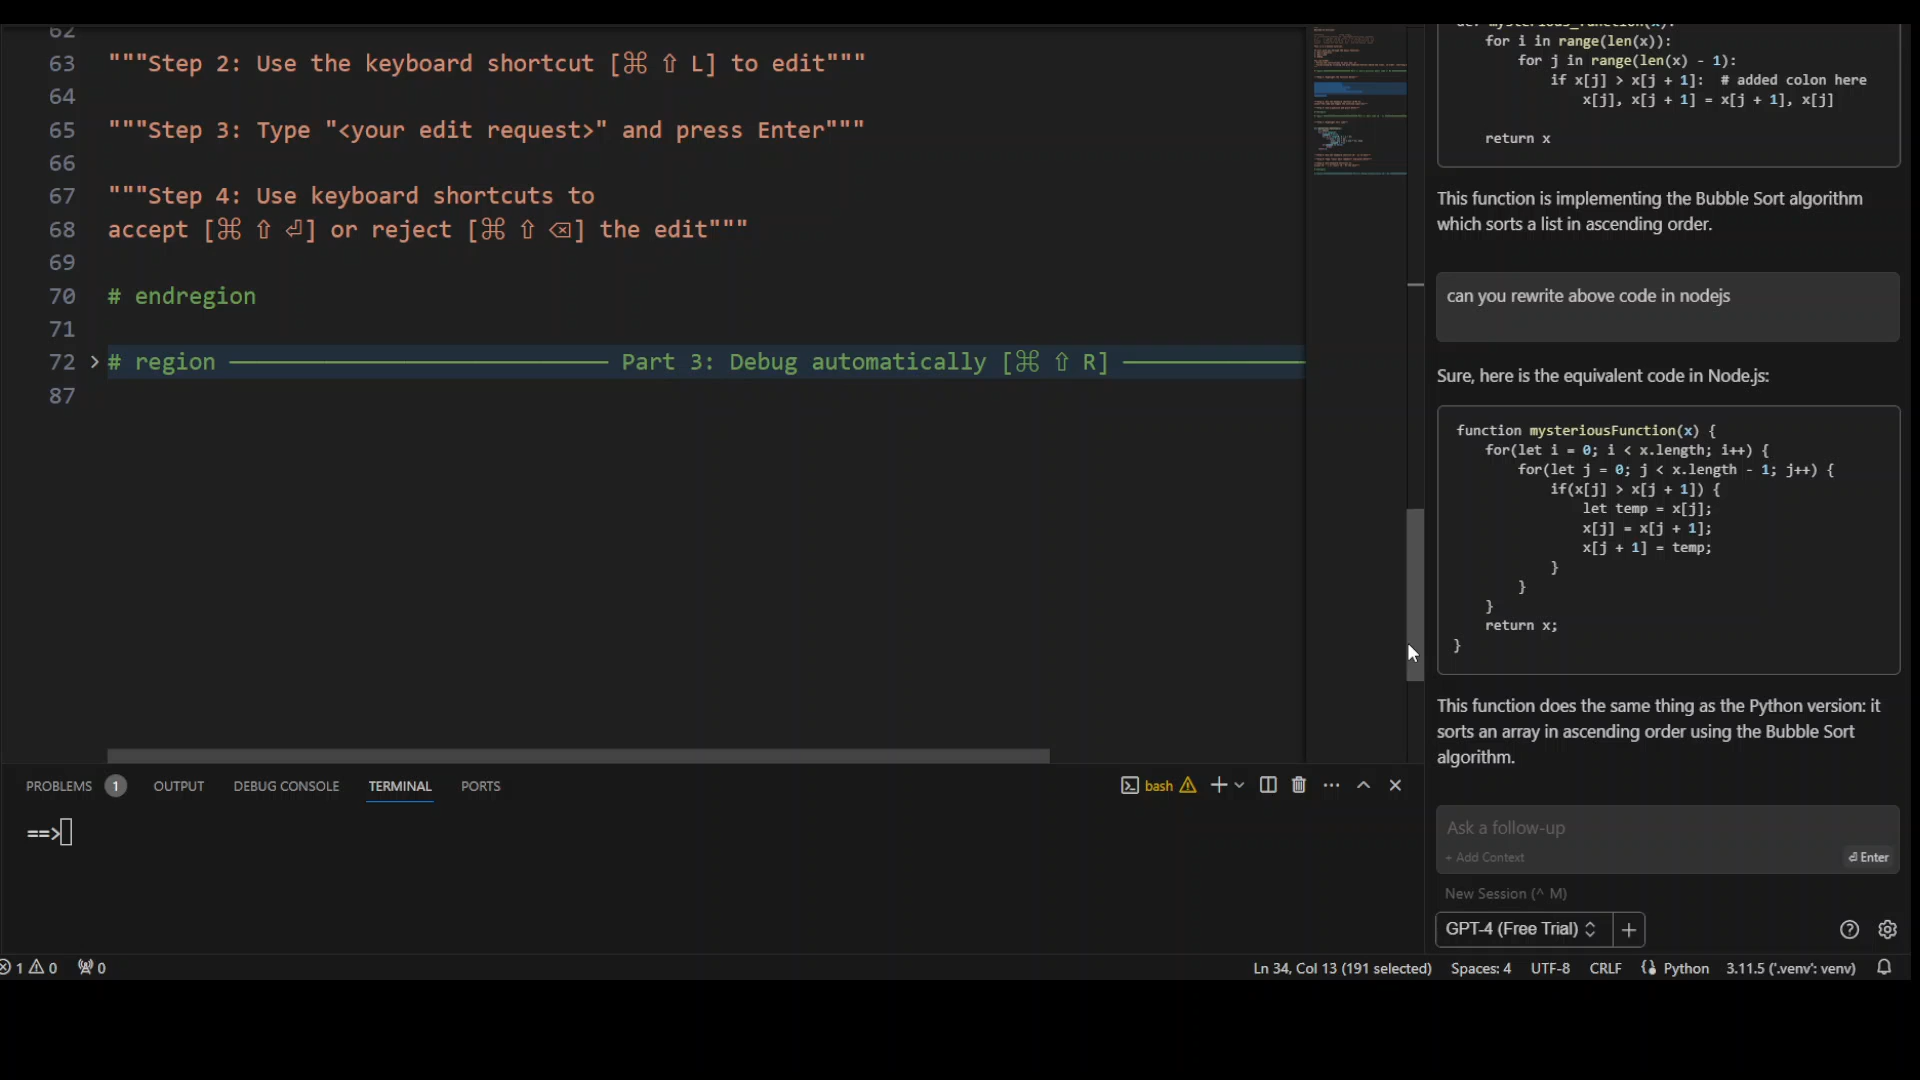 62
63 """Step 2: Use the keyboard shortcut [⌘ ⇧ L] to edit"""
64
65 """Step 3: Type "<your edit request>" and press Enter"""
66
67 """Step 4: Use keyboard shortcuts to
68 accept [⌘ ⇧ ⏎] or reject [⌘ ⇧ ⌫] the edit"""
69
70 # endregion
71
72 # region ———————————— Part 3: Debug automatically [⌘ ⇧ R] ——————
87
PROBLEMS 1 OUTPUT DEBUG CONSOLE TERMINAL PORTS
bash
==>
def mysterious_function(x):
for i in range(len(x)):
for j in range(len(x) - 1):
if x[j] > x[j + 1]: # added colon here
x[j], x[j + 1] = x[j + 1], x[j]
return x
This function is implementing the Bubble Sort algorithm
which sorts a list in ascending order.
can you rewrite above code in nodejs
Sure, here is the equivalent code in Node.js:
function mysteriousFunction(x) {
for(let i = 0; i < x.length; i++) {
for(let j = 0; j < x.length - 1; j++) {
if(x[j] > x[j + 1]) {
let temp = x[j];
x[j] = x[j + 1];
x[j + 1] = temp;
}
}
}
return x;
}
This function does the same thing as the Python version: it
sorts an array in ascending order using the Bubble Sort
algorithm.
Ask a follow-up
+ Add Context ⏎ Enter
New Session (^ M)
GPT-4 (Free Trial) +
1 0 0 Ln 34, Col 13 (191 selected) Spaces: 4 UTF-8 CRLF Python 3.11.5 ('.venv': venv)